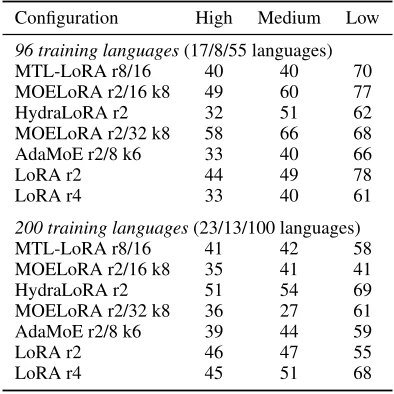 Configuration High Medium Low
96 training languages (17/8/55 languages)
MTL-LoRA r8/16 40 40 70
MOELoRA r2/16 k8 49 60 77
HydraLoRA r2 32 51 62
MOELoRA r2/32 k8 58 66 68
AdaMoE r2/8 k6 33 40 66
LoRA r2 44 49 78
LoRA r4 33 40 61
200 training languages (23/13/100 languages)
MTL-LoRA r8/16 41 42 58
MOELoRA r2/16 k8 35 41 41
HydraLoRA r2 51 54 69
MOELoRA r2/32 k8 36 27 61
AdaMoE r2/8 k6 39 44 59
LoRA r2 46 47 55
LoRA r4 45 51 68